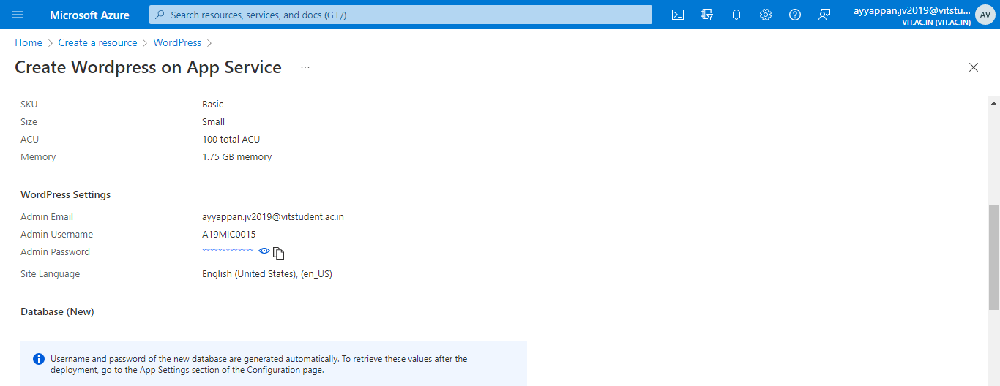 Microsoft Azure
Search resources, services, and docs (G+/)
ayyappan.jv2019@vitstu...
VIT.AC.IN (VIT.AC.IN)
AV
Home > Create a resource > WordPress >
Create Wordpress on App Service ...
SKU Basic
Size Small
ACU 100 total ACU
Memory 1.75 GB memory
WordPress Settings
Admin Email ayyappan.jv2019@vitstudent.ac.in
Admin Username A19MIC0015
Admin Password *************
Site Language English (United States), (en_US)
Database (New)
Username and password of the new database are generated automatically. To retrieve these values after the
deployment, go to the App Settings section of the Configuration page.